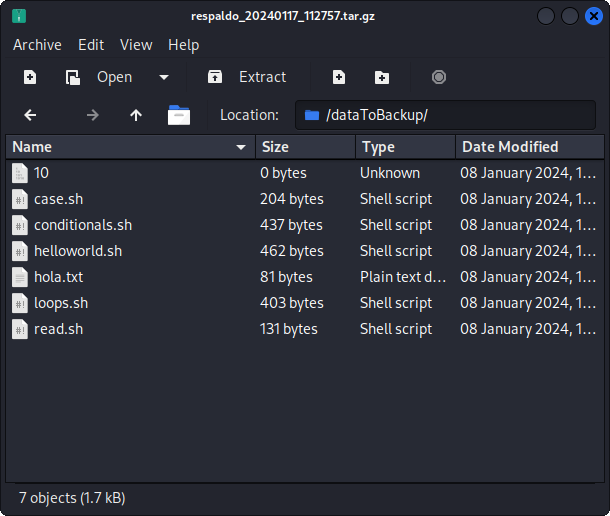 respaldo_20240117_112757.tar.gz
Archive Edit View Help
Open Extract
Location: /dataToBackup/
Name Size Type Date Modified
10 0 bytes Unknown 08 January 2024, 1...
case.sh 204 bytes Shell script 08 January 2024, 1...
conditionals.sh 437 bytes Shell script 08 January 2024, 1...
helloworld.sh 462 bytes Shell script 08 January 2024, 1...
hola.txt 81 bytes Plain text d... 08 January 2024, 1...
loops.sh 403 bytes Shell script 08 January 2024, 1...
read.sh 131 bytes Shell script 08 January 2024, 1...
7 objects (1.7 kB)